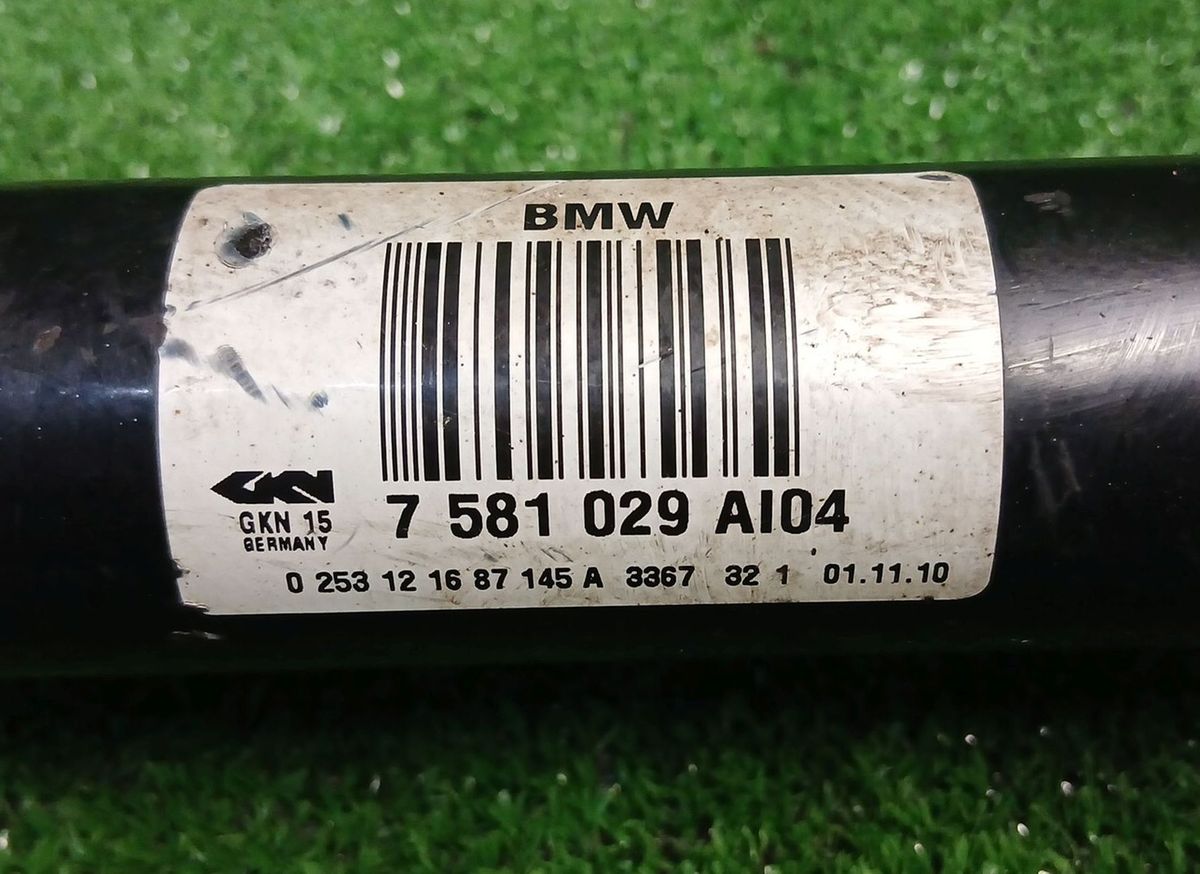 BMW
GKN
GKN 15
GERMANY
7 581 029 AI04
0 253 12 16 87 145 A 3367 32 1 01.11.10